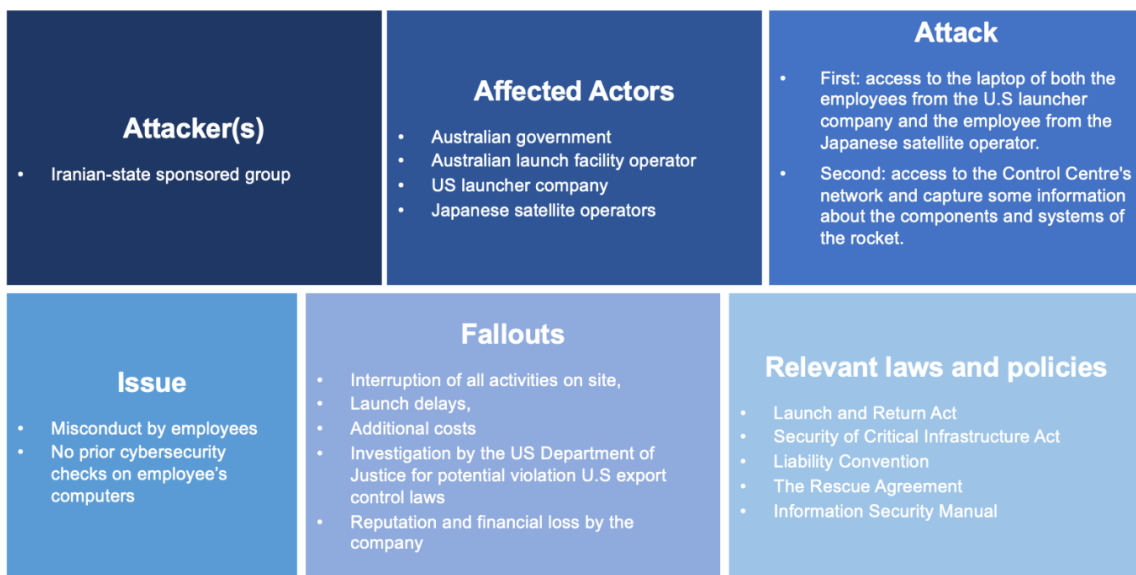 Attacker(s)
• Iranian-state sponsored group
Affected Actors
• Australian government
• Australian launch facility operator
• US launcher company
• Japanese satellite operators
Attack
• First: access to the laptop of both the
employees from the U.S launcher
company and the employee from the
Japanese satellite operator.
• Second: access to the Control Centre's
network and capture some information
about the components and systems of
the rocket.
Issue
• Misconduct by employees
• No prior cybersecurity
checks on employee's
computers
Fallouts
• Interruption of all activities on site,
• Launch delays,
• Additional costs
• Investigation by the US Department of
Justice for potential violation U.S export
control laws
• Reputation and financial loss by the
company
Relevant laws and policies
• Launch and Return Act
• Security of Critical Infrastructure Act
• Liability Convention
• The Rescue Agreement
• Information Security Manual